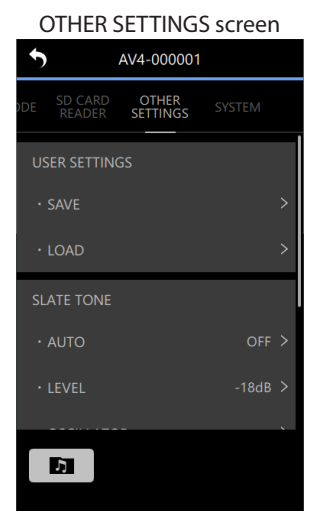 OTHER SETTINGS screen
AV4-000001
DE
SD CARD
READER
OTHER
SETTINGS
SYSTEM
USER SETTINGS
· SAVE
· LOAD
SLATE TONE
· AUTO OFF
· LEVEL -18dB